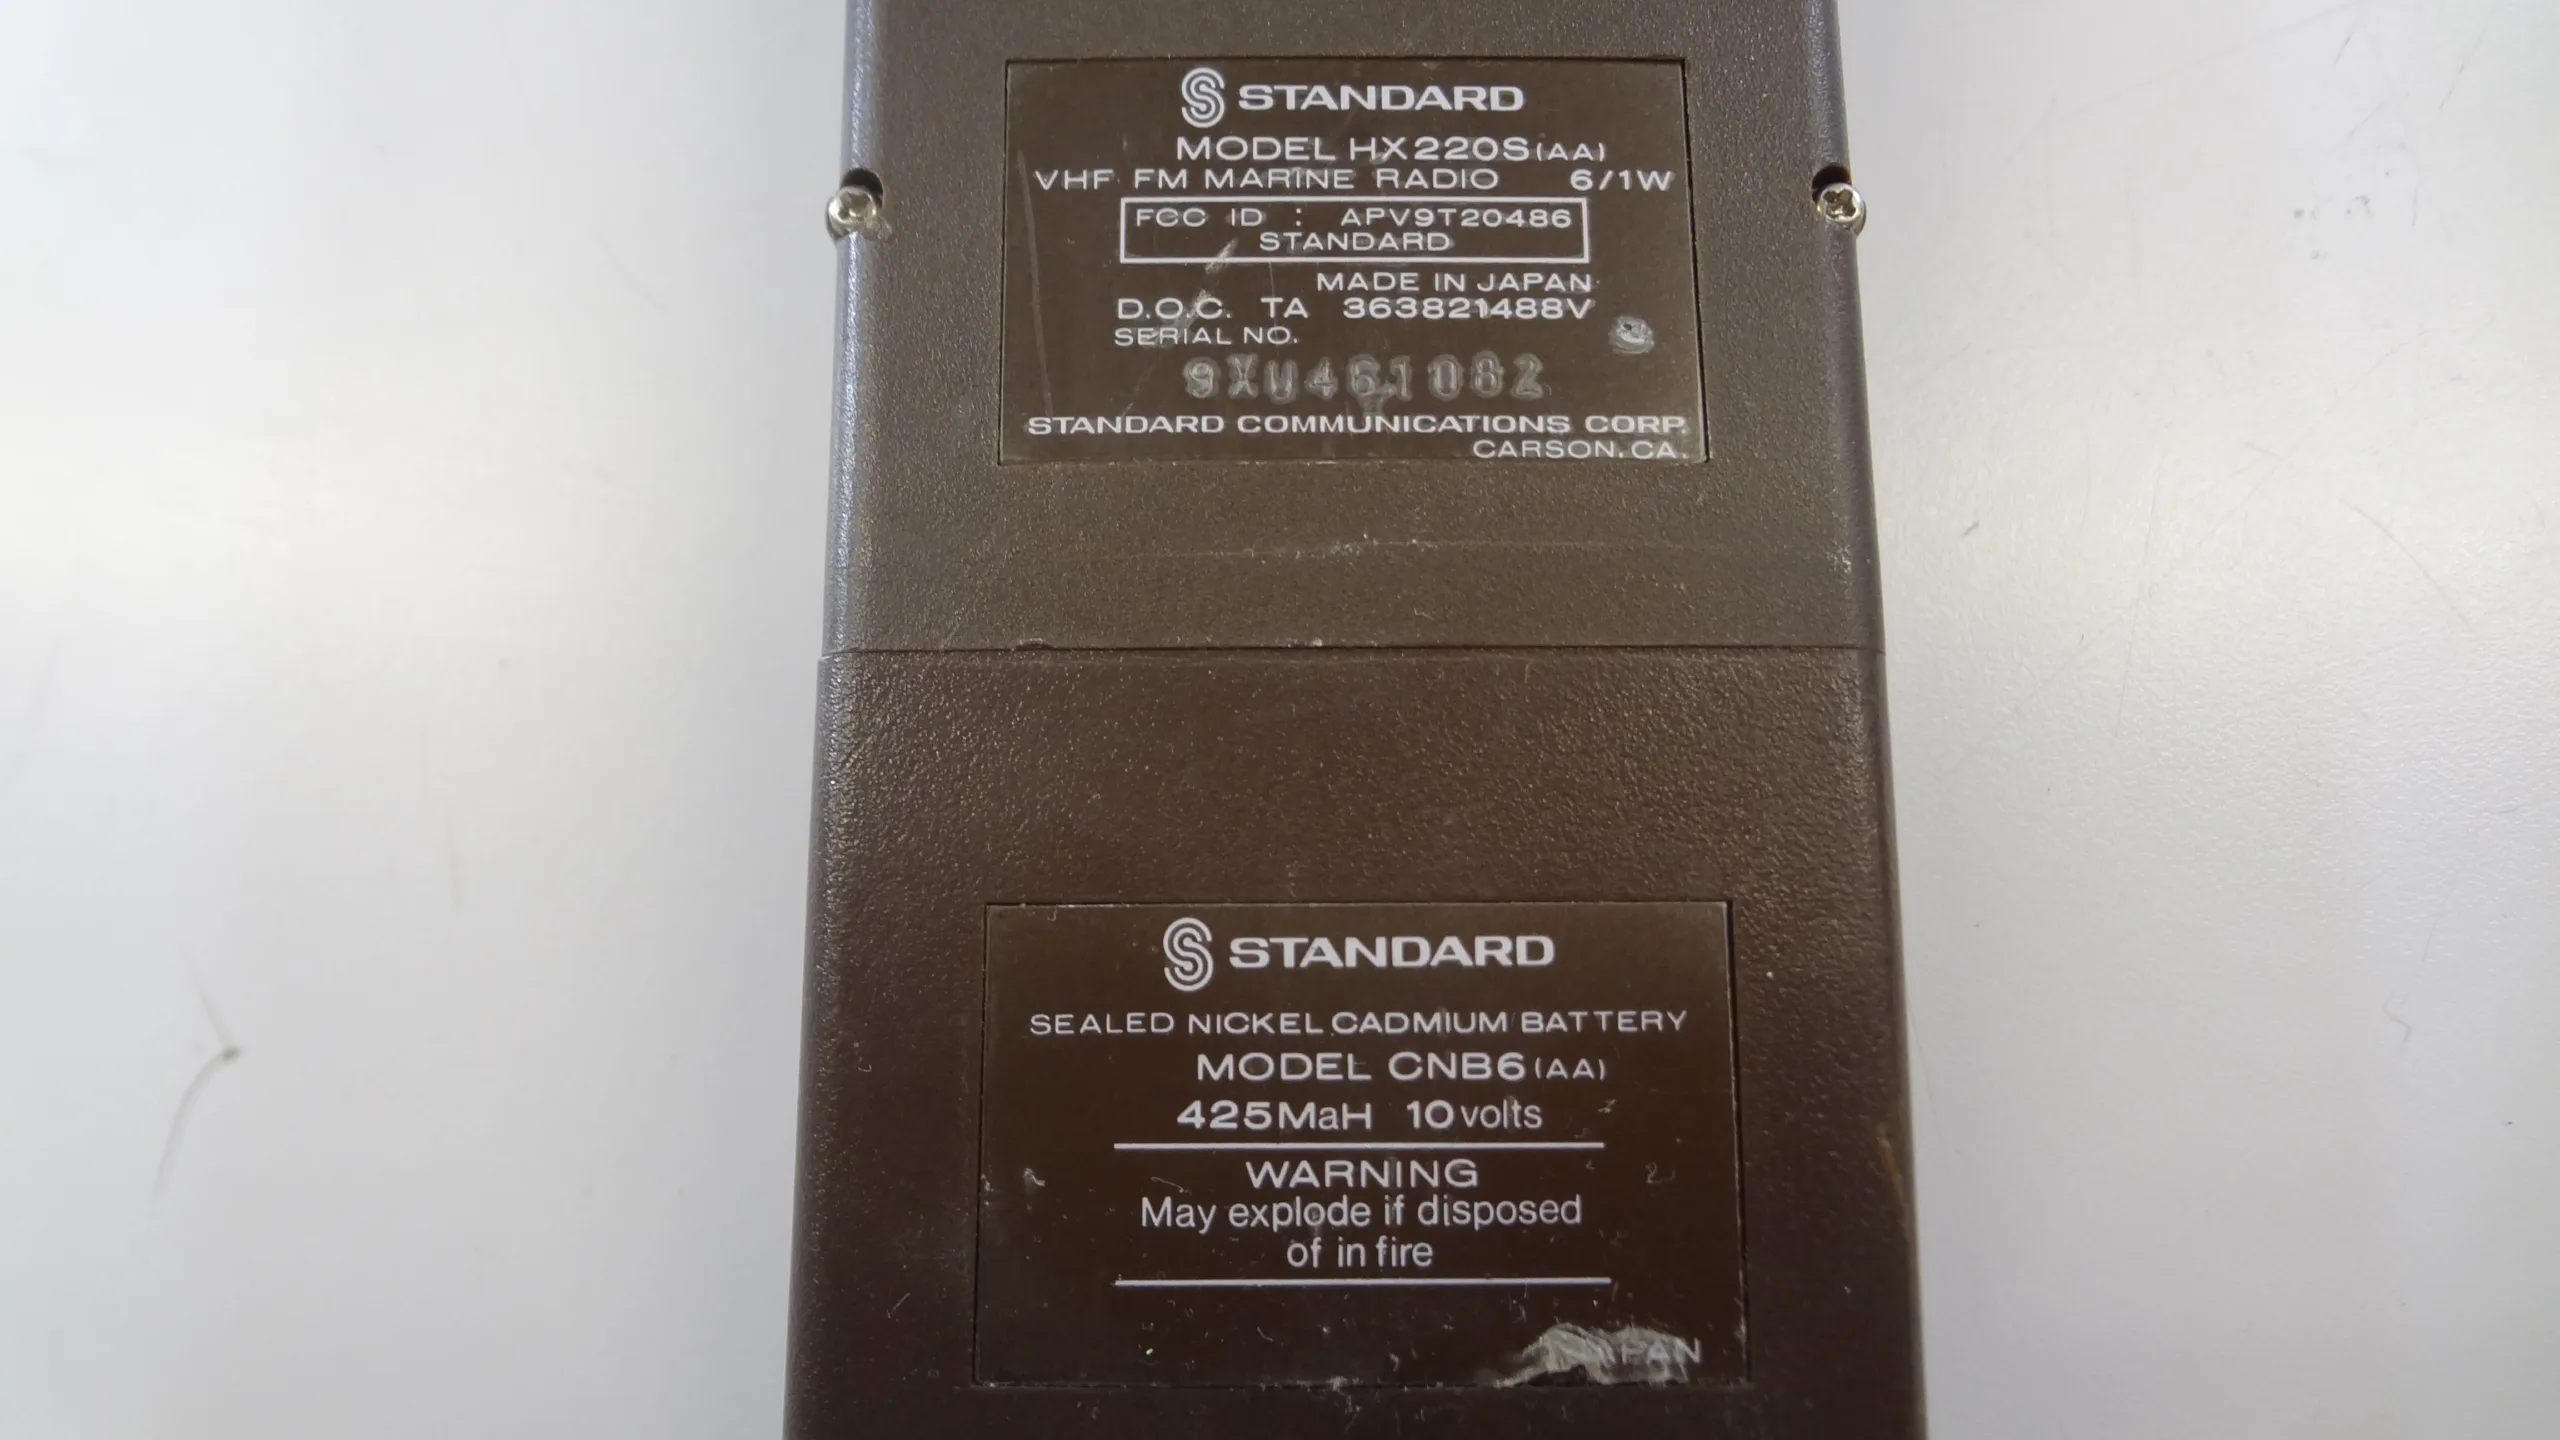 STANDARD
MODEL HX220S(AA)
VHF FM MARINE RADIO 6/1W
FCC ID : APV9T20486
STANDARD
MADE IN JAPAN
D.O.C. TA 363821488V
SERIAL NO.
9XU461082
STANDARD COMMUNICATIONS CORP.
CARSON, CA.
STANDARD
SEALED NICKEL CADMIUM BATTERY
MODEL CNB6(AA)
425MaH 10volts
WARNING
May explode if disposed
of in fire